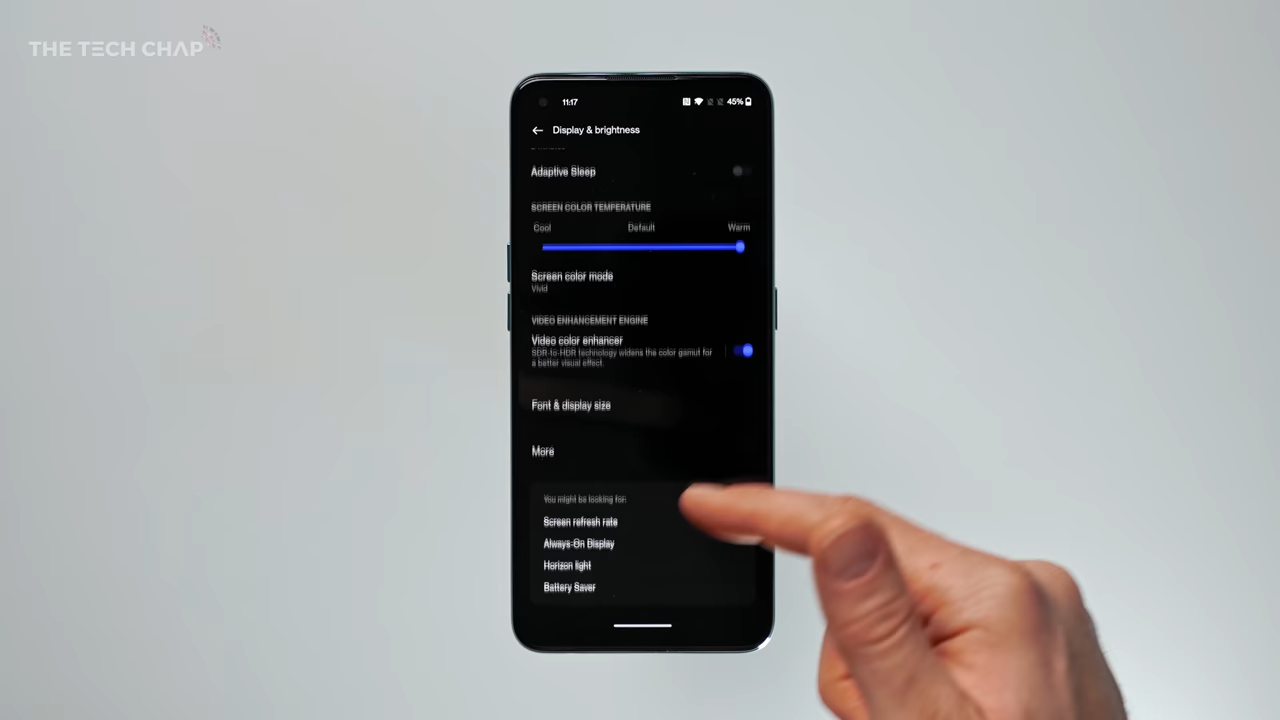 THE TECH CHAP
11:17
45%
Display & brightness
Adaptive Sleep
SCREEN COLOR TEMPERATURE
Cool Default Warm
Screen color mode
Vivid
VIDEO ENHANCEMENT ENGINE
Video color enhancer
SDR-to-HDR technology widens the color gamut for
a better visual effect.
Font & display size
More
You might be looking for:
Screen refresh rate
Always-On Display
Horizon light
Battery Saver